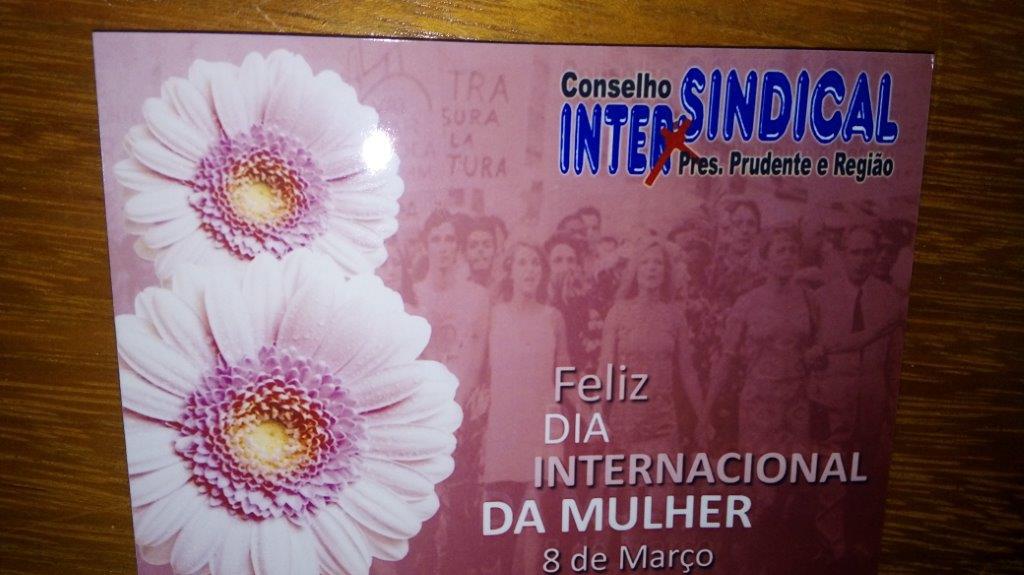 TRA
SURA
LA
TURA
Conselho
INTERSINDICAL
Pres. Prudente e Região
Feliz
DIA
INTERNACIONAL
DA MULHER
8 de Março